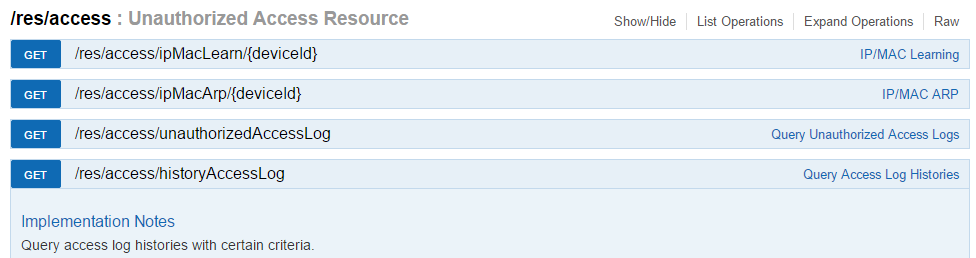 /res/access : Unauthorized Access Resource Show/Hide List Operations Expand Operations Raw
GET /res/access/ipMacLearn/{deviceId} IP/MAC Learning
GET /res/access/ipMacArp/{deviceId} IP/MAC ARP
GET /res/access/unauthorizedAccessLog Query Unauthorized Access Logs
GET /res/access/historyAccessLog Query Access Log Histories
Implementation Notes
Query access log histories with certain criteria.